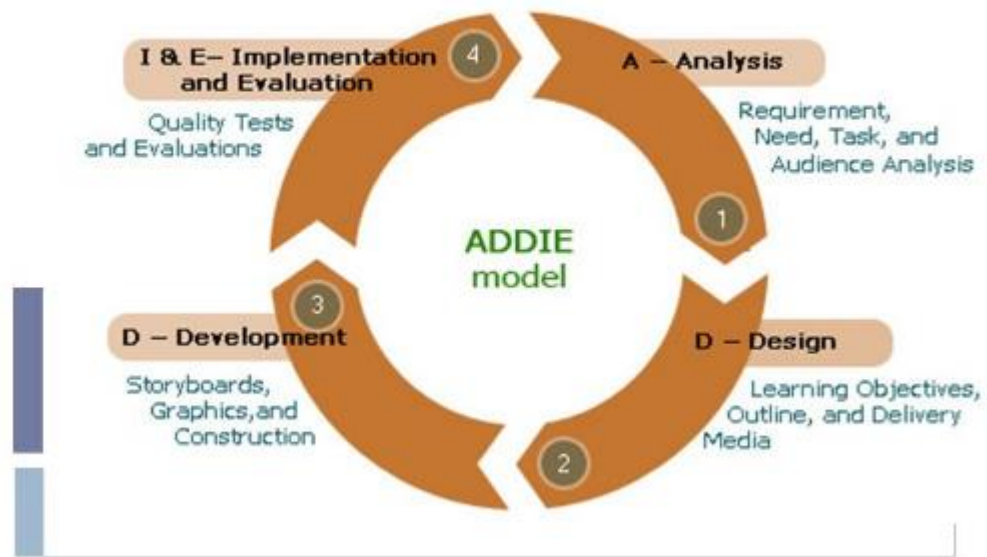 A – Analysis
Requirement,
Need, Task, and
Audience Analysis
1
D – Design
Learning Objectives,
Outline, and Delivery
Media
2
D – Development
Storyboards,
Graphics,and
Construction
3
I & E– Implementation
and Evaluation
Quality Tests
and Evaluations
4
ADDIE
model